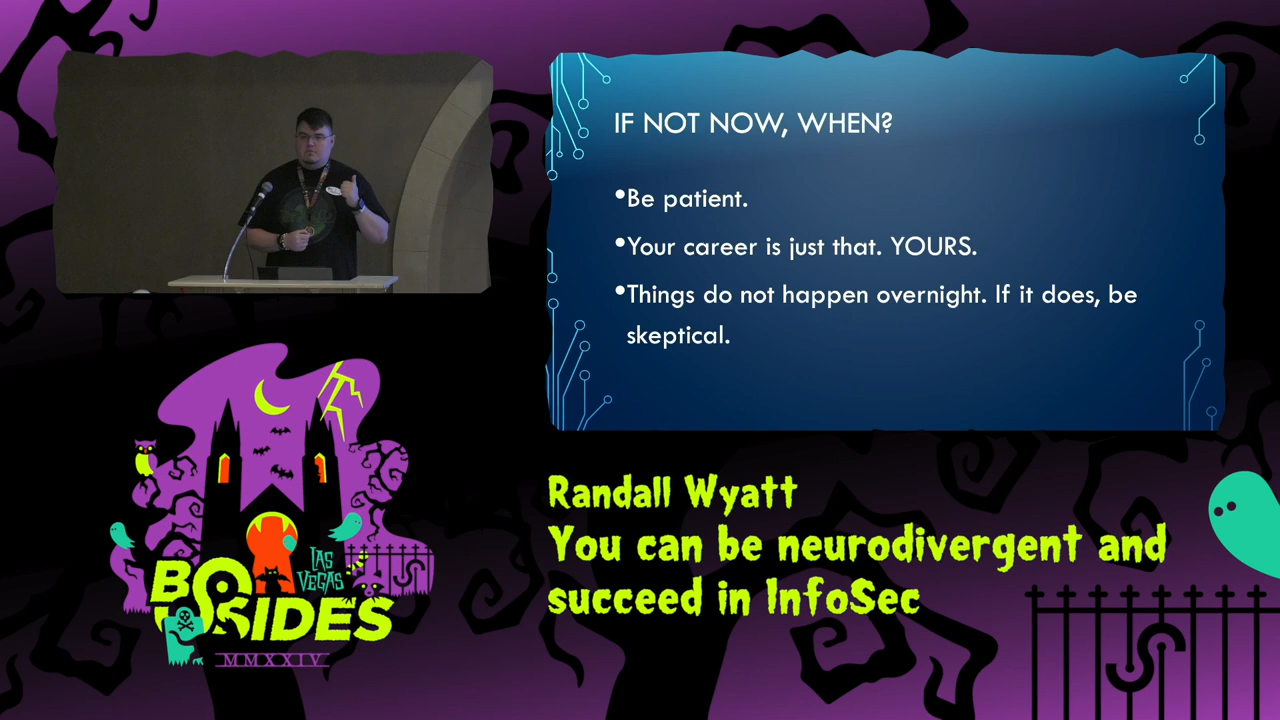 IF NOT NOW, WHEN?
•Be patient.
•Your career is just that. YOURS.
•Things do not happen overnight. If it does, be
skeptical.
LAS
VEGAS
BSIDES
MMXXIV
Randall Wyatt
You can be neurodivergent and
succeed in InfoSec